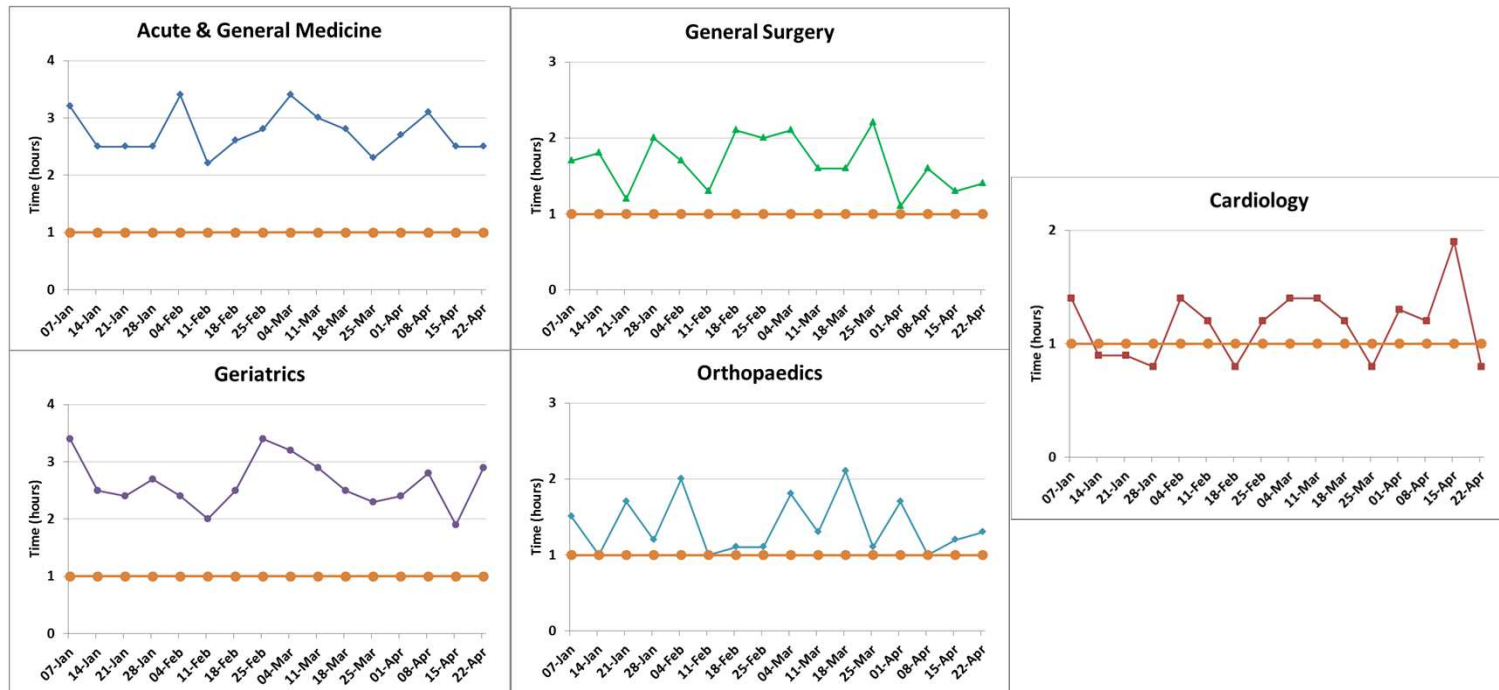 Acute & General Medicine
Time (hours)
4
3
2
1
0
07-Jan
14-Jan
21-Jan
28-Jan
04-Feb
11-Feb
18-Feb
25-Feb
04-Mar
11-Mar
18-Mar
25-Mar
01-Apr
08-Apr
15-Apr
22-Apr
General Surgery
Time (hours)
3
2
1
0
07-Jan
14-Jan
21-Jan
28-Jan
04-Feb
11-Feb
18-Feb
25-Feb
04-Mar
11-Mar
18-Mar
25-Mar
01-Apr
08-Apr
15-Apr
22-Apr
Cardiology
Time (hours)
2
1
0
07-Jan
14-Jan
21-Jan
28-Jan
04-Feb
11-Feb
18-Feb
25-Feb
04-Mar
11-Mar
18-Mar
25-Mar
01-Apr
08-Apr
15-Apr
22-Apr
Geriatrics
Time (hours)
4
3
2
1
0
07-Jan
14-Jan
21-Jan
28-Jan
04-Feb
11-Feb
18-Feb
25-Feb
04-Mar
11-Mar
18-Mar
25-Mar
01-Apr
08-Apr
15-Apr
22-Apr
Orthopaedics
Time (hours)
3
2
1
0
07-Jan
14-Jan
21-Jan
28-Jan
04-Feb
11-Feb
18-Feb
25-Feb
04-Mar
11-Mar
18-Mar
25-Mar
01-Apr
08-Apr
15-Apr
22-Apr